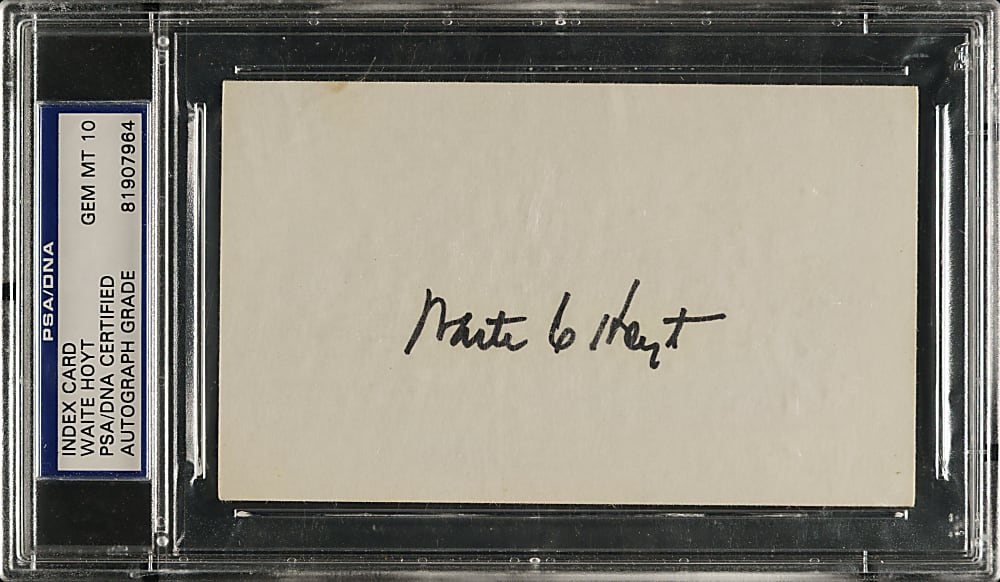 PSA/DNA
INDEX CARD
WAITE HOYT GEM MT 10
PSA/DNA CERTIFIED
AUTOGRAPH GRADE 81907964
Waite C Hoyt